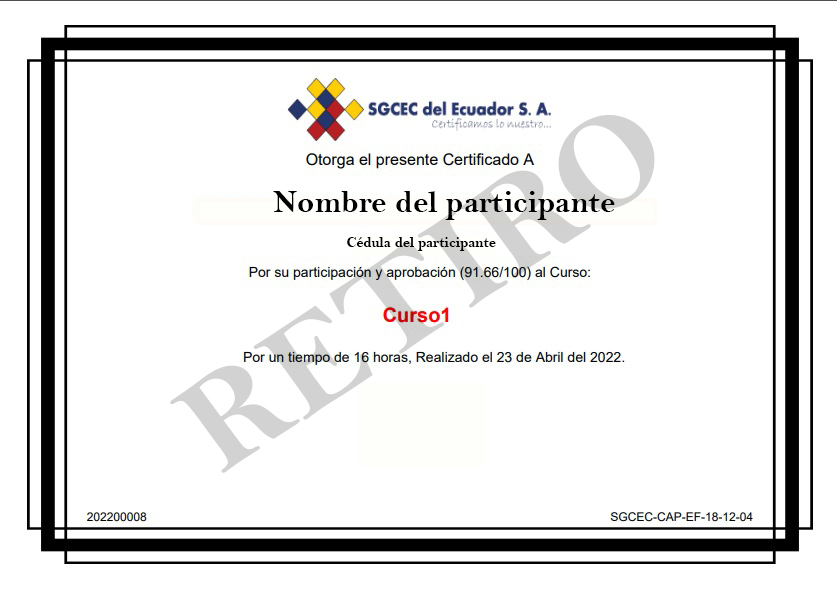 SGCEC del Ecuador S. A.
Certificamos lo nuestro...
Otorga el presente Certificado A
Nombre del participante
Cédula del participante
Por su participación y aprobación (91.66/100) al Curso:
Curso1
Por un tiempo de 16 horas, Realizado el 23 de Abril del 2022.
RETIRO
202200008
SGCEC-CAP-EF-18-12-04